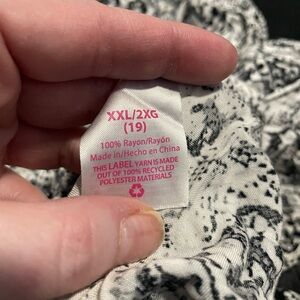 XXL/2XG
(19)
100% Rayon/Rayón
Made in/Hecho en China
THIS LABEL YARN IS MADE
OUT OF 100% RECYCLED
POLYESTER MATERIALS